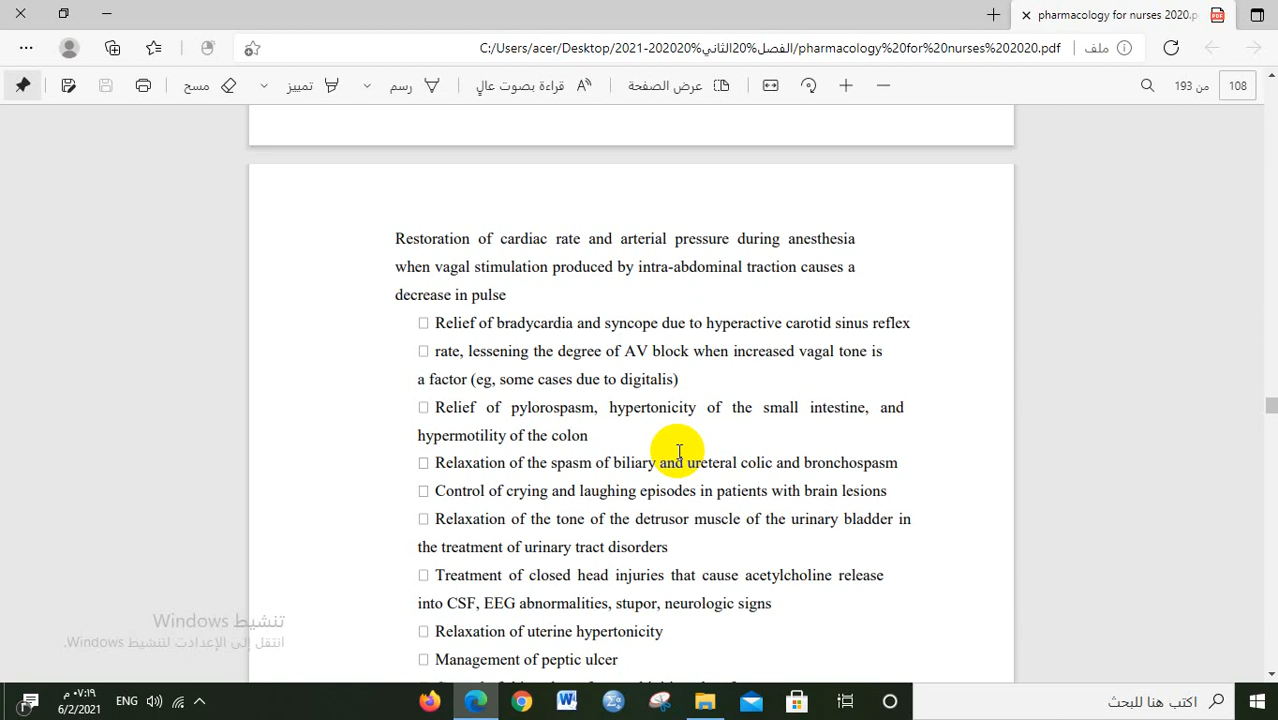 pharmacology for nurses 2020.p
C:/Users/acer/Desktop/2021-202020%الفصل%20الثاني/pharmacology%20for%20nurses%202020.pdf
ملف
مسح
تمييز
رسم
قراءة بصوت عالٍ
عرض الصفحة
من 193
108
Restoration of cardiac rate and arterial pressure during anesthesia
when vagal stimulation produced by intra-abdominal traction causes a
decrease in pulse
Relief of bradycardia and syncope due to hyperactive carotid sinus reflex
rate, lessening the degree of AV block when increased vagal tone is
a factor (eg, some cases due to digitalis)
Relief of pylorospasm, hypertonicity of the small intestine, and
hypermotility of the colon
Relaxation of the spasm of biliary and ureteral colic and bronchospasm
Control of crying and laughing episodes in patients with brain lesions
Relaxation of the tone of the detrusor muscle of the urinary bladder in
the treatment of urinary tract disorders
Treatment of closed head injuries that cause acetylcholine release
into CSF, EEG abnormalities, stupor, neurologic signs
Relaxation of uterine hypertonicity
Management of peptic ulcer
تنشيط Windows
انتقل إلى الإعدادات لتنشيط Windows.
٠٧:١٩ م
6/2/2021
ENG
اكتب هنا للبحث